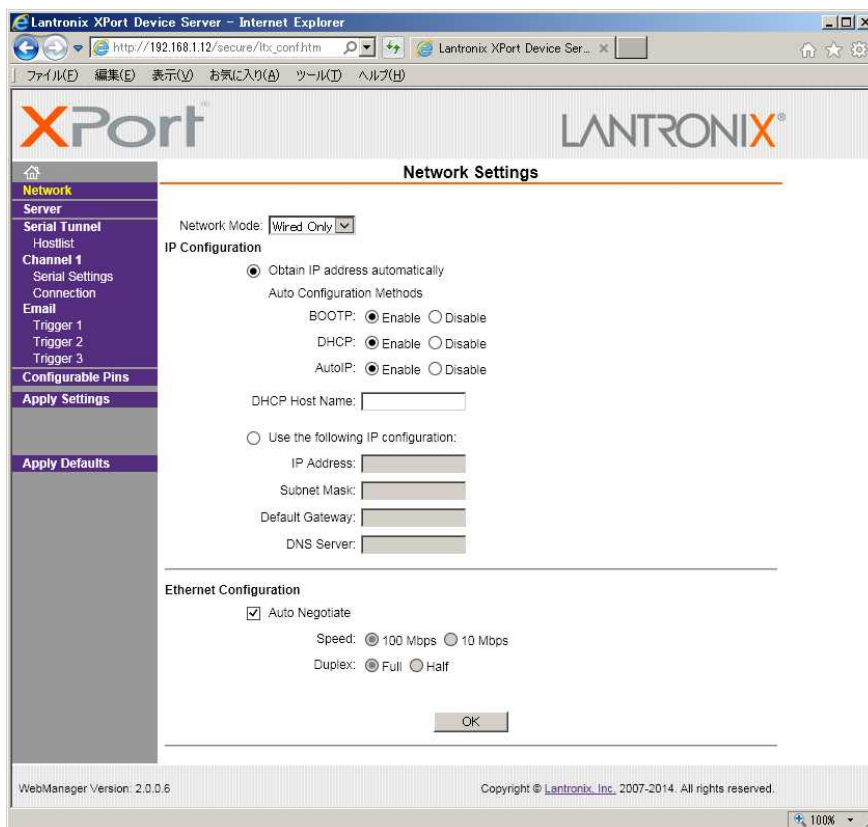 Lantronix XPort Device Server - Internet Explorer
http://192.168.1.12/secure/ltx_conf.htm
Lantronix XPort Device Ser...
ファイル(F) 編集(E) 表示(V) お気に入り(A) ツール(T) ヘルプ(H)
XPort™
LANTRONIX®
Network Settings
Network
Server
Serial Tunnel
Hostlist
Channel 1
Serial Settings
Connection
Email
Trigger 1
Trigger 2
Trigger 3
Configurable Pins
Apply Settings
Apply Defaults
Network Mode: Wired Only
IP Configuration
Obtain IP address automatically
Auto Configuration Methods
BOOTP: Enable Disable
DHCP: Enable Disable
AutoIP: Enable Disable
DHCP Host Name:
Use the following IP configuration:
IP Address:
Subnet Mask:
Default Gateway:
DNS Server:
Ethernet Configuration
Auto Negotiate
Speed: 100 Mbps 10 Mbps
Duplex: Full Half
OK
WebManager Version: 2.0.0.6
Copyright © Lantronix, Inc. 2007-2014. All rights reserved.
100%